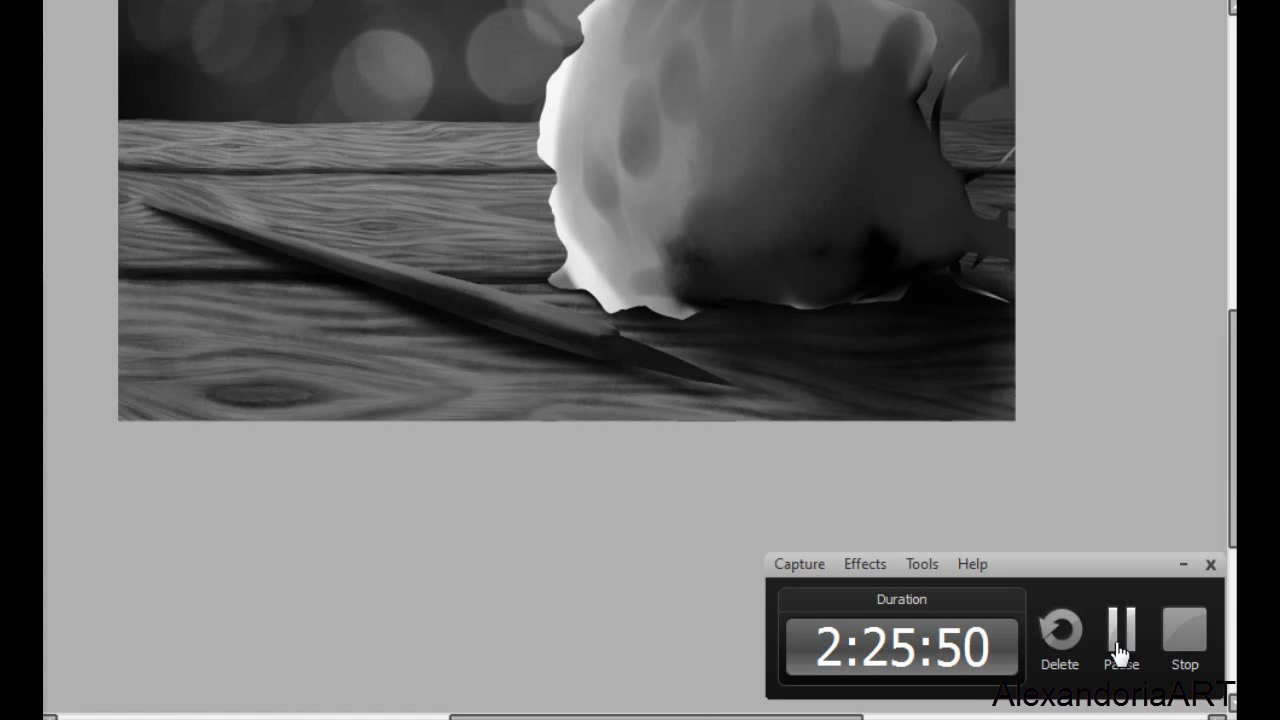 Capture Effects Tools Help
Duration
2:25:50
Delete Pause Stop
AlexandoriaART